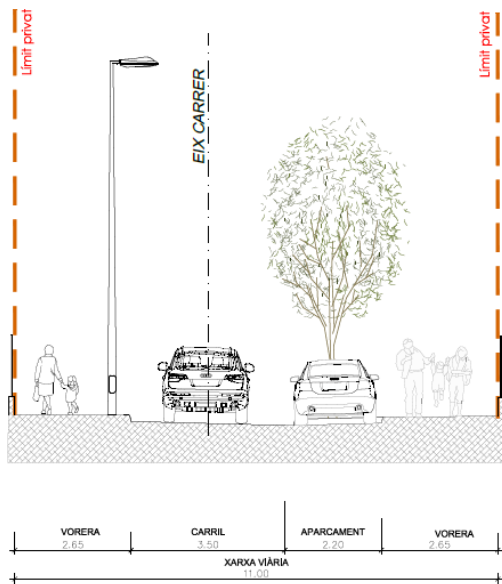 Límit privat
EIX CARRER
Límit privat
VORERA CARRIL APARCAMENT VORERA
2.65 3.50 2.20 2.65
XARXA VIÀRIA
11.00